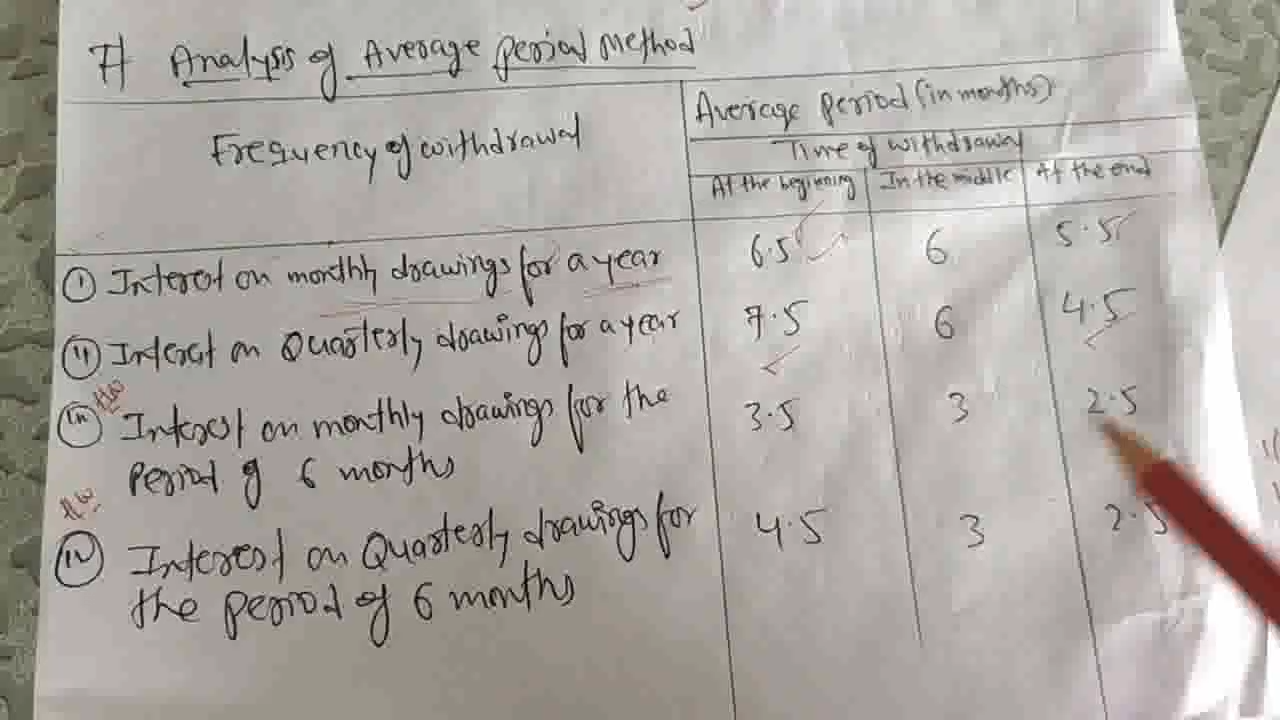 7) Analysis of Average period Method
Frequency of withdrawal
Average period (in months)
Time of withdrawal
At the beginning In the middle At the end
(i) Interest on monthly drawings for a year 6.5 6 5.5
(ii) Interest on Quarterly drawings for a year 7.5 6 4.5
HW
(iii) Interest on monthly drawings for the 3.5 3 2.5
period of 6 months
HW
(iv) Interest on Quarterly drawings for 4.5 3 2.5
the period of 6 months